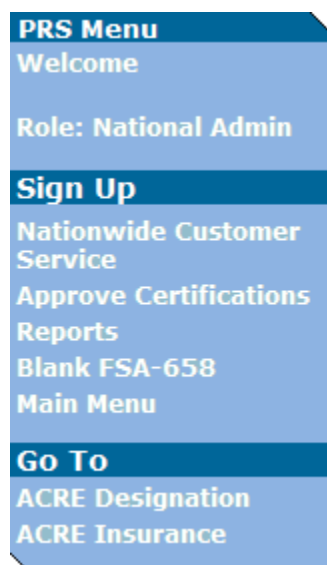 PRS Menu
Welcome
Role: National Admin
Sign Up
Nationwide Customer
Service
Approve Certifications
Reports
Blank FSA-658
Main Menu
Go To
ACRE Designation
ACRE Insurance